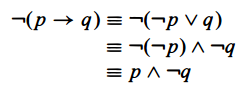 ¬(p → q) ≡ ¬(¬p ∨ q)
≡ ¬(¬p) ∧ ¬q
≡ p ∧ ¬q